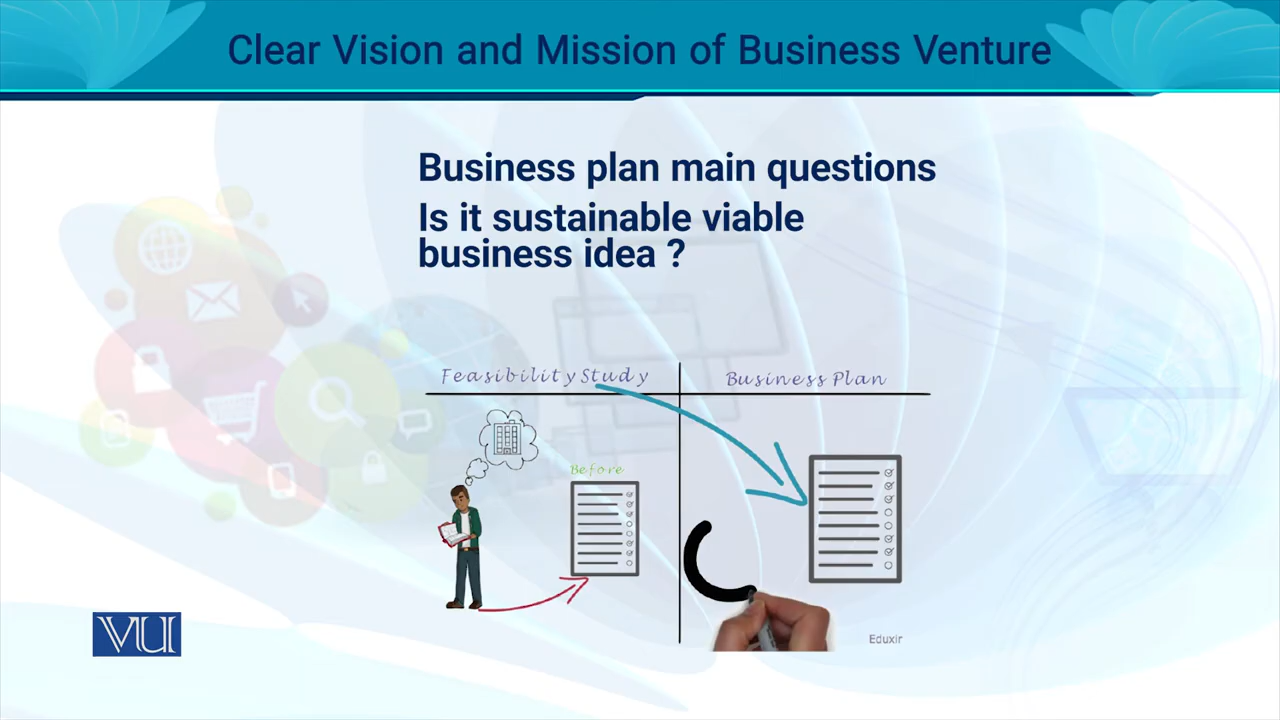 Clear Vision and Mission of Business Venture
Business plan main questions
Is it sustainable viable
business idea ?
Feasibility Study
Business Plan
Before
VU
Eduxir